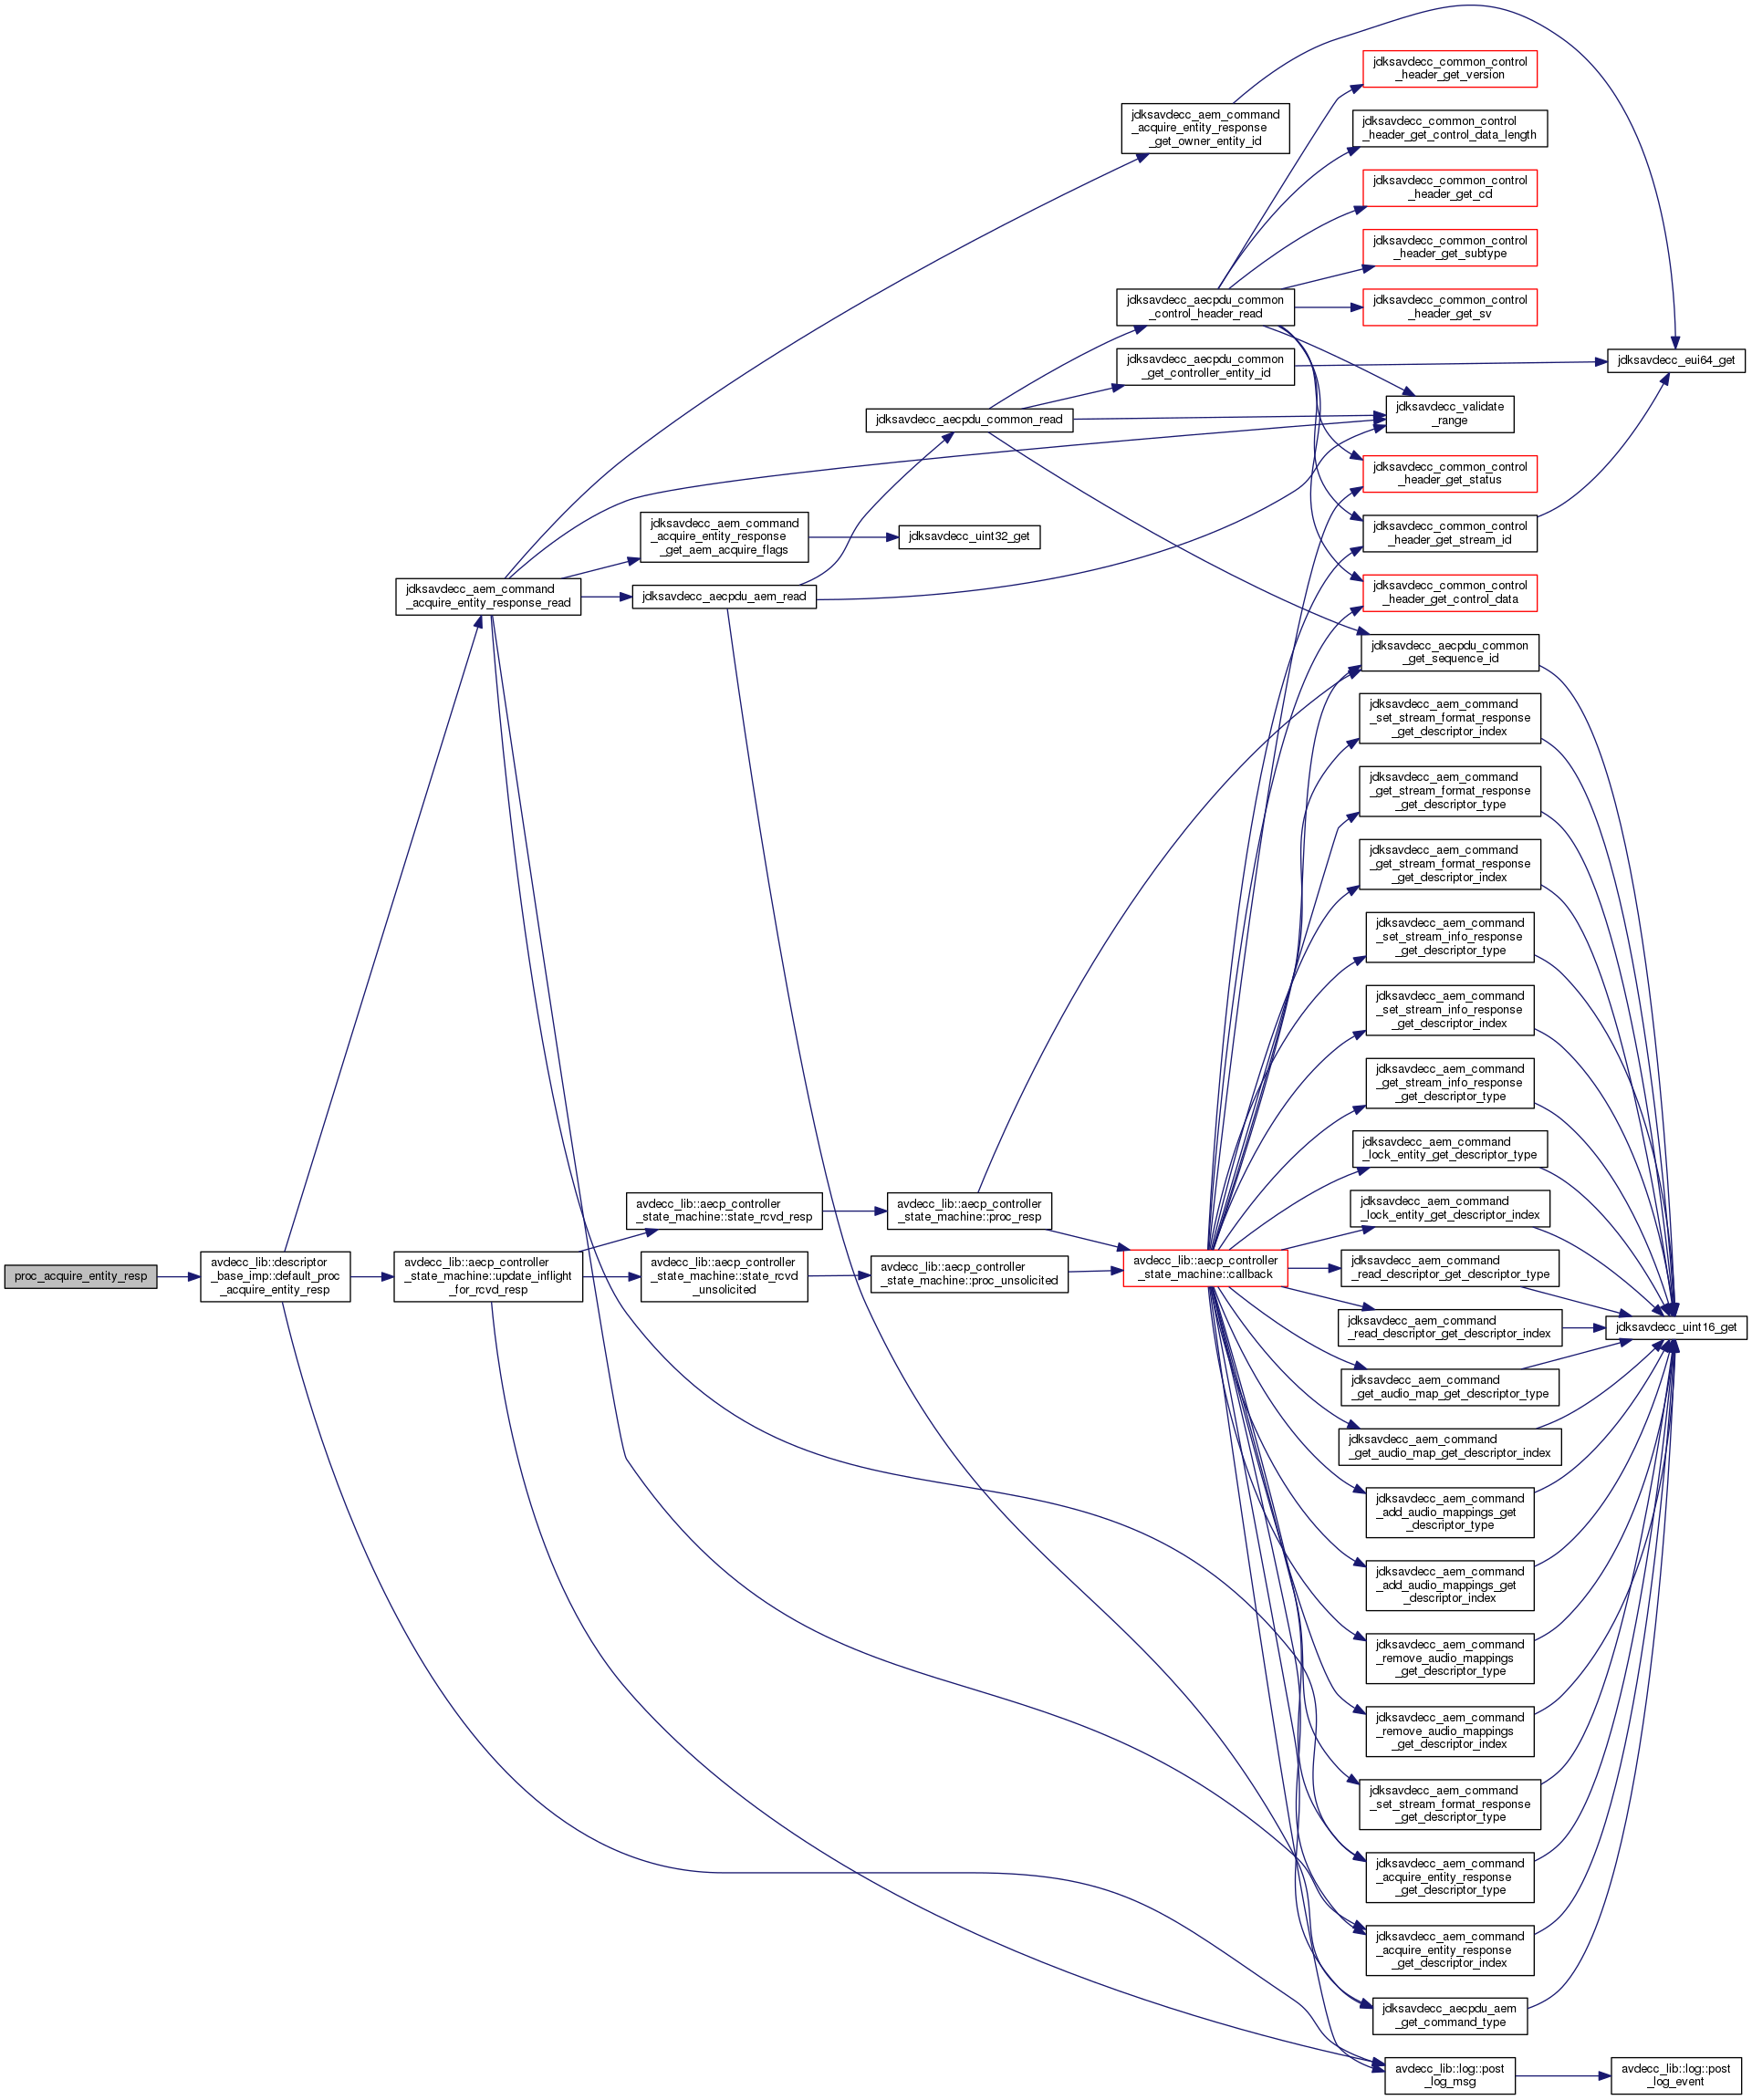 proc_acquire_entity_resp
avdecc_lib::descriptor
_base_imp::default_proc
_acquire_entity_resp
jdksavdecc_aem_command
_acquire_entity_response_read
avdecc_lib::aecp_controller
_state_machine::update_inflight
_for_rcvd_resp
jdksavdecc_aem_command
_acquire_entity_response
_get_aem_acquire_flags
jdksavdecc_aecpdu_aem_read
avdecc_lib::aecp_controller
_state_machine::state_rcvd_resp
avdecc_lib::aecp_controller
_state_machine::state_rcvd
_unsolicited
jdksavdecc_aecpdu_common_read
jdksavdecc_uint32_get
avdecc_lib::aecp_controller
_state_machine::proc_resp
avdecc_lib::aecp_controller
_state_machine::proc_unsolicited
jdksavdecc_aem_command
_acquire_entity_response
_get_owner_entity_id
jdksavdecc_aecpdu_common
_control_header_read
jdksavdecc_aecpdu_common
_get_controller_entity_id
avdecc_lib::aecp_controller
_state_machine::callback
jdksavdecc_common_control
_header_get_version
jdksavdecc_common_control
_header_get_control_data_length
jdksavdecc_common_control
_header_get_cd
jdksavdecc_common_control
_header_get_subtype
jdksavdecc_common_control
_header_get_sv
jdksavdecc_validate
_range
jdksavdecc_common_control
_header_get_status
jdksavdecc_common_control
_header_get_stream_id
jdksavdecc_common_control
_header_get_control_data
jdksavdecc_aecpdu_common
_get_sequence_id
jdksavdecc_aem_command
_set_stream_format_response
_get_descriptor_index
jdksavdecc_aem_command
_get_stream_format_response
_get_descriptor_type
jdksavdecc_aem_command
_get_stream_format_response
_get_descriptor_index
jdksavdecc_aem_command
_set_stream_info_response
_get_descriptor_type
jdksavdecc_aem_command
_set_stream_info_response
_get_descriptor_index
jdksavdecc_aem_command
_get_stream_info_response
_get_descriptor_type
jdksavdecc_aem_command
_lock_entity_get_descriptor_type
jdksavdecc_aem_command
_lock_entity_get_descriptor_index
jdksavdecc_aem_command
_read_descriptor_get_descriptor_type
jdksavdecc_aem_command
_read_descriptor_get_descriptor_index
jdksavdecc_aem_command
_get_audio_map_get_descriptor_type
jdksavdecc_aem_command
_get_audio_map_get_descriptor_index
jdksavdecc_aem_command
_add_audio_mappings_get
_descriptor_type
jdksavdecc_aem_command
_add_audio_mappings_get
_descriptor_index
jdksavdecc_aem_command
_remove_audio_mappings
_get_descriptor_type
jdksavdecc_aem_command
_remove_audio_mappings
_get_descriptor_index
jdksavdecc_aem_command
_set_stream_format_response
_get_descriptor_type
jdksavdecc_aem_command
_acquire_entity_response
_get_descriptor_type
jdksavdecc_aem_command
_acquire_entity_response
_get_descriptor_index
jdksavdecc_aecpdu_aem
_get_command_type
avdecc_lib::log::post
_log_msg
jdksavdecc_eui64_get
jdksavdecc_uint16_get
avdecc_lib::log::post
_log_event